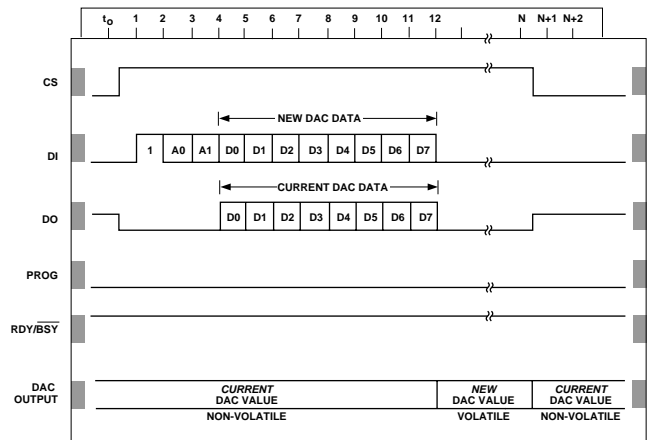 to 1 2 3 4 5 6 7 8 9 10 11 12 N N+1 N+2
CS
NEW DAC DATA
DI 1 A0 A1 D0 D1 D2 D3 D4 D5 D6 D7
CURRENT DAC DATA
DO D0 D1 D2 D3 D4 D5 D6 D7
PROG
RDY/BSY
DAC OUTPUT
CURRENT DAC VALUE
NON-VOLATILE
NEW DAC VALUE
VOLATILE
CURRENT DAC VALUE
NON-VOLATILE